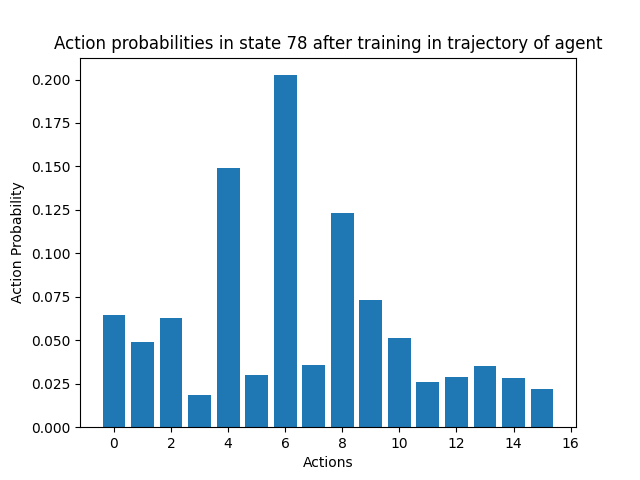 Action probabilities in state 78 after training in trajectory of agent
0.200
0.175
0.150
0.125
0.100
0.075
0.050
0.025
0.000
Action Probability
0 2 4 6 8 10 12 14 16
Actions